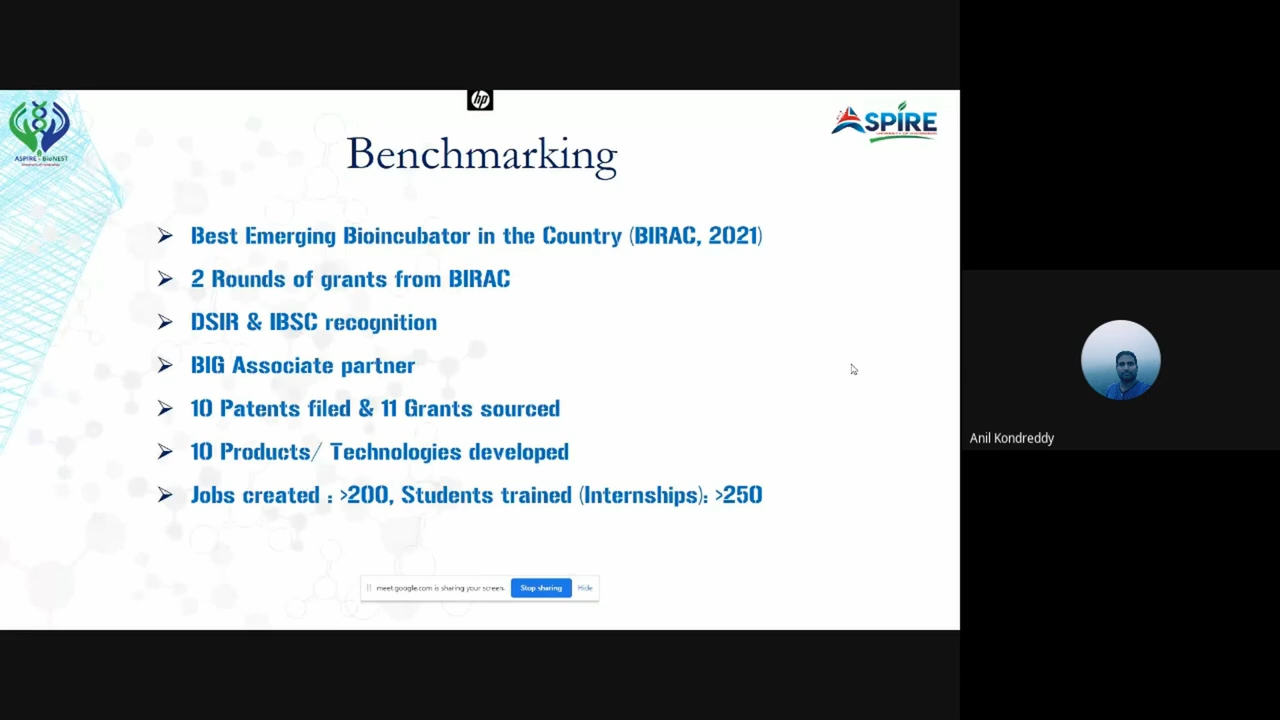 hp
ASPIRE - BioNEST
ASPIRE
Benchmarking
➢ Best Emerging Bioincubator in the Country (BIRAC, 2021)
➢ 2 Rounds of grants from BIRAC
➢ DSIR & IBSC recognition
➢ BIG Associate partner
➢ 10 Patents filed & 11 Grants sourced
➢ 10 Products/ Technologies developed
➢ Jobs created : >200, Students trained (Internships): >250
meet.google.com is sharing your screen.
Stop sharing
Hide
Anil Kondreddy